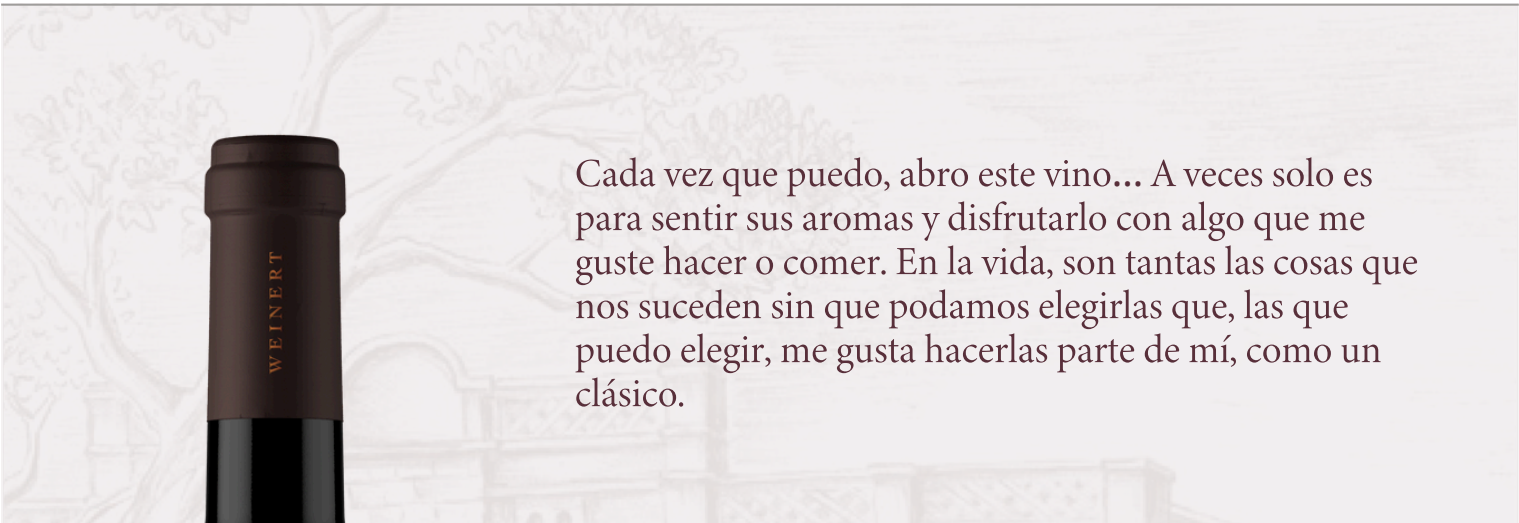 Cada vez que puedo, abro este vino... A veces solo es
para sentir sus aromas y disfrutarlo con algo que me
guste hacer o comer. En la vida, son tantas las cosas que
nos suceden sin que podamos elegirlas que, las que
puedo elegir, me gusta hacerlas parte de mí, como un
clásico.
WEINERT